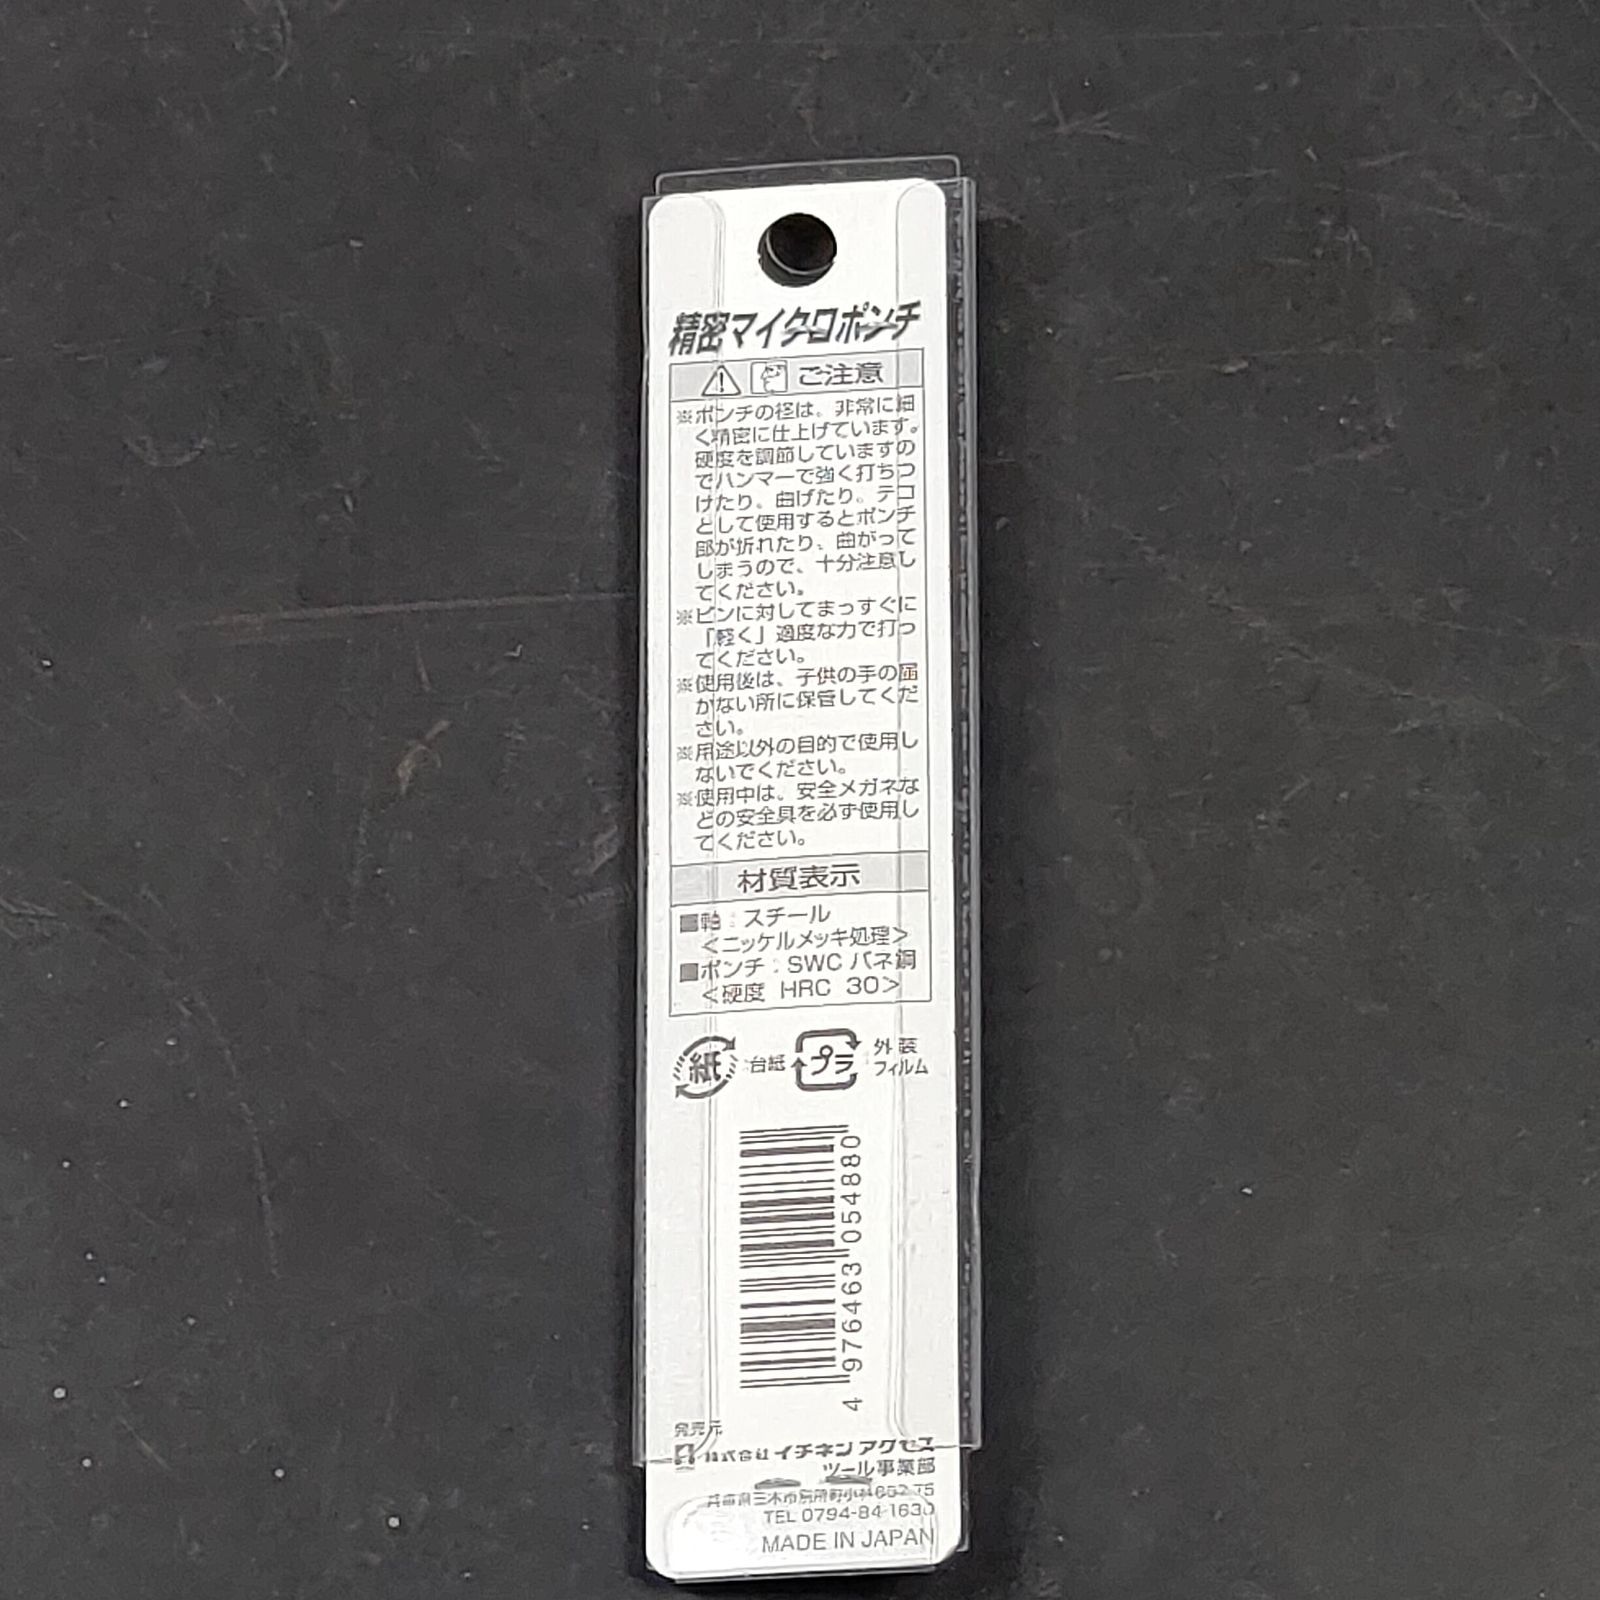 精密マイクロポンチ
ご注意
※ポンチの径は、非常に細
く精密に仕上げています。
硬度を調節していますの
でハンマーで強く打ちつ
けたり、曲げたり。テコ
として使用するとポンチ
部が折れたり、曲がって
しまうので、十分注意し
てください。
※ピンに対してまっすぐに
「軽く」適度な力で打っ
てください。
※使用後は、子供の手の届
かない所に保管してくだ
さい。
※用途以外の目的で使用し
ないでください。
※使用中は、安全メガネな
どの安全具を必ず使用し
てください。
材質表示
■軸：スチール
＜ニッケルメッキ処理＞
■ポンチ：SWC バネ鋼
＜硬度 HRC 30＞
紙 :台紙 プラ :外装
フィルム
4 976463 054880
発売元
株式会社 イチネンアクセス
ツール事業部
兵庫県三木市別所町小林
TEL 0794-84-1630
MADE IN JAPAN